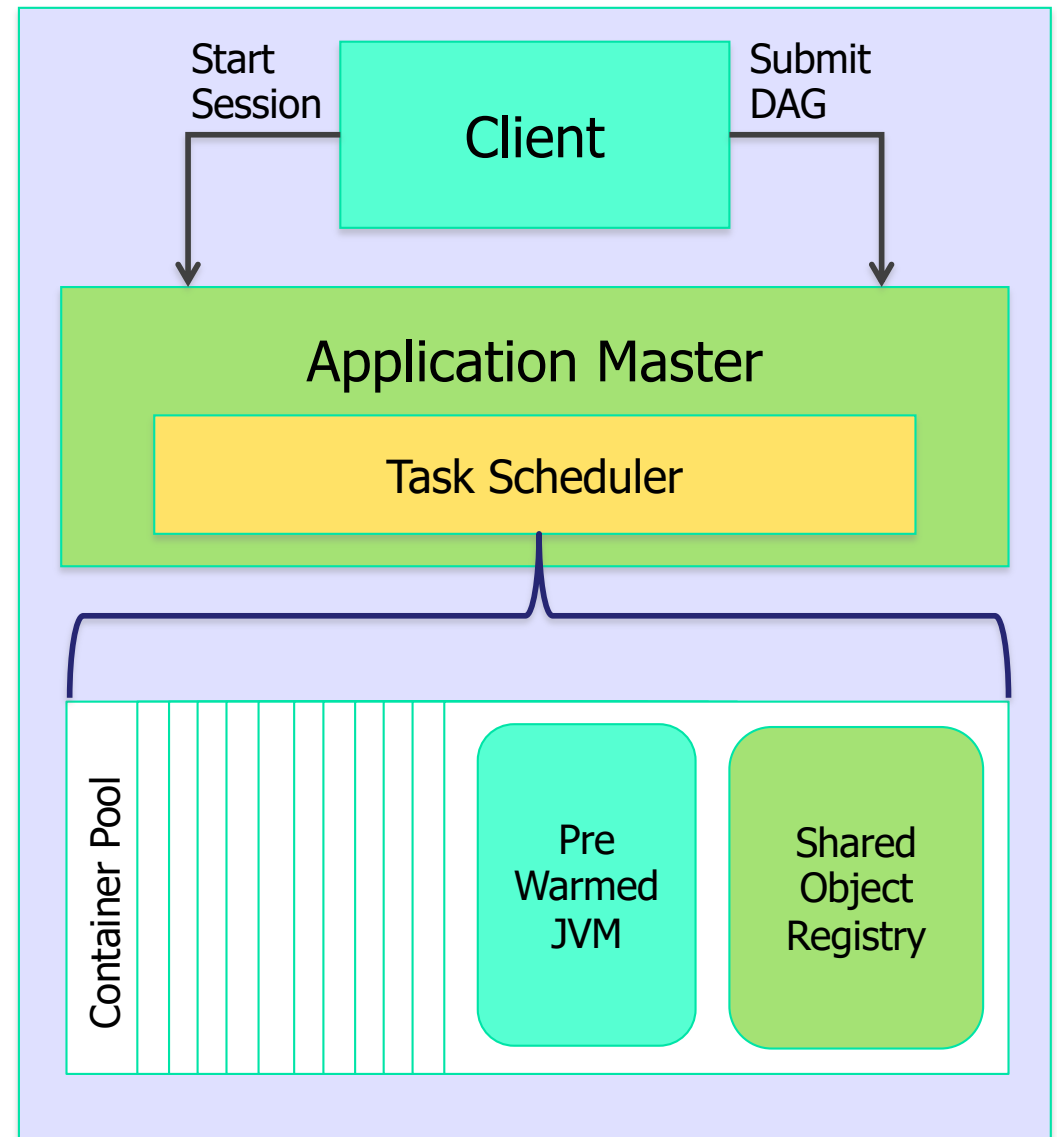 Start
Session
Client
Submit
DAG
Application Master
Task Scheduler
Container Pool
Pre
Warmed
JVM
Shared
Object
Registry